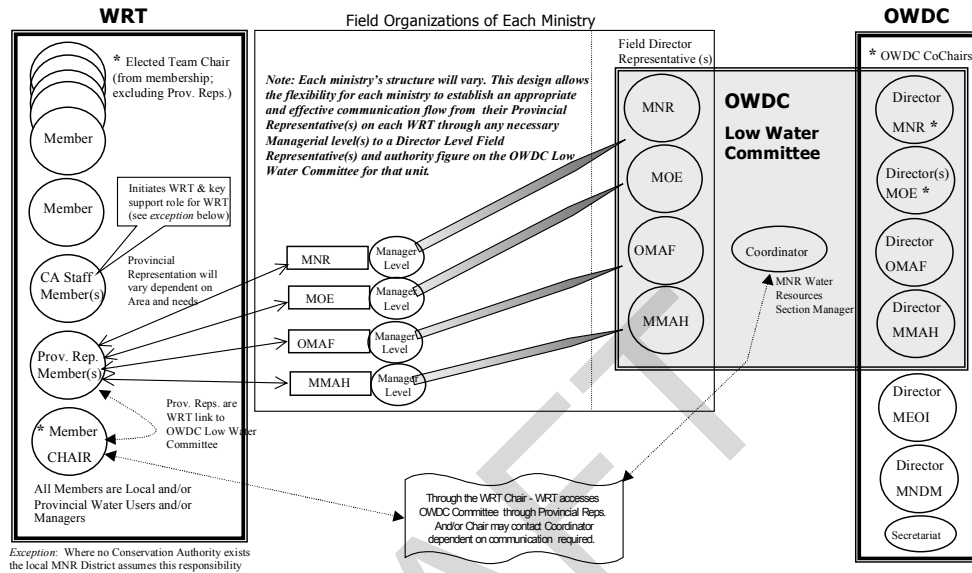 WRT
Field Organizations of Each Ministry
OWDC
* Elected Team Chair
(from membership;
excluding Prov. Reps.)
Member
Member
Initiates WRT & key
support role for WRT
(see exception below)
CA Staff
Member(s)
Provincial
Representation will
vary dependent on
Area and needs
Prov. Rep.
Member(s)
Prov. Reps. are
WRT link to
OWDC Low Water
Committee
* Member
CHAIR
All Members are Local and/or
Provincial Water Users and/or
Managers
Exception: Where no Conservation Authority exists
the local MNR District assumes this responsibility
Note: Each ministry's structure will vary. This design allows
the flexibility for each ministry to establish an appropriate
and effective communication flow from their Provincial
Representative(s) on each WRT through any necessary
Managerial level(s) to a Director Level Field
Representative(s) and authority figure on the OWDC Low
Water Committee for that unit.
MNR
Manager
Level
MOE
Manager
Level
OMAF
Manager
Level
MMAH
Manager
Level
Field Director
Representative (s)
MNR
MOE
OMAF
MMAH
OWDC
Low Water
Committee
Coordinator
MNR Water
Resources
Section Manager
* OWDC CoChairs
Director
MNR *
Director(s)
MOE *
Director
OMAF
Director
MMAH
Director
MEOI
Director
MNDM
Secretariat
Through the WRT Chair - WRT accesses
OWDC Committee through Provincial Reps.
And/or Chair may contact Coordinator
dependent on communication required.
AFT